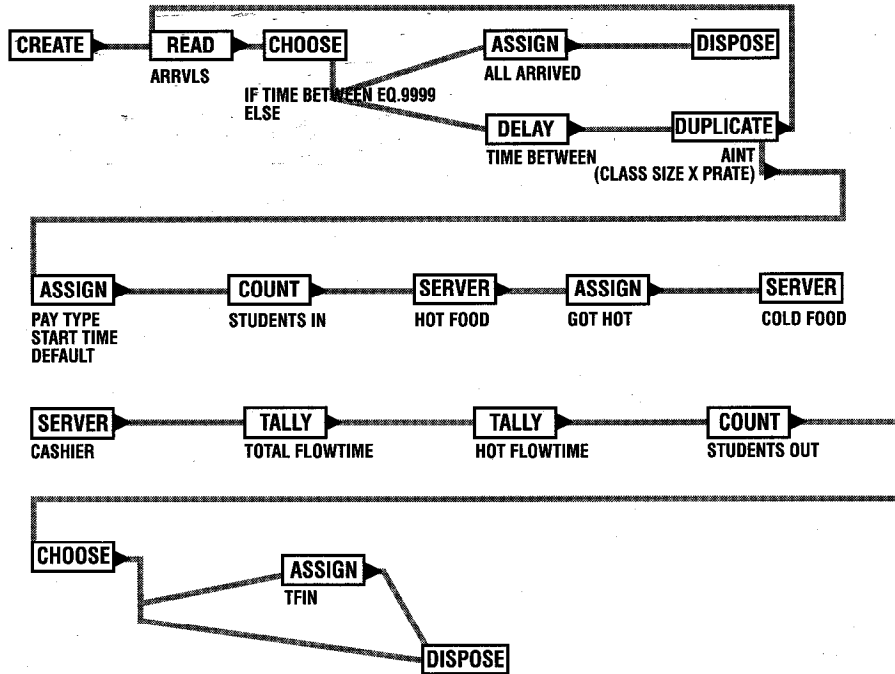 CREATE
READ
CHOOSE
ASSIGN
DISPOSE
ARRVLS
ALL ARRIVED
IF TIME BETWEEN EQ.9999
ELSE
DELAY
DUPLICATE
TIME BETWEEN
AINT
(CLASS SIZE X PRATE)
ASSIGN
COUNT
SERVER
ASSIGN
SERVER
PAY TYPE
START TIME
DEFAULT
STUDENTS IN
HOT FOOD
GOT HOT
COLD FOOD
SERVER
TALLY
TALLY
COUNT
CASHIER
TOTAL FLOWTIME
HOT FLOWTIME
STUDENTS OUT
CHOOSE
ASSIGN
TFIN
DISPOSE